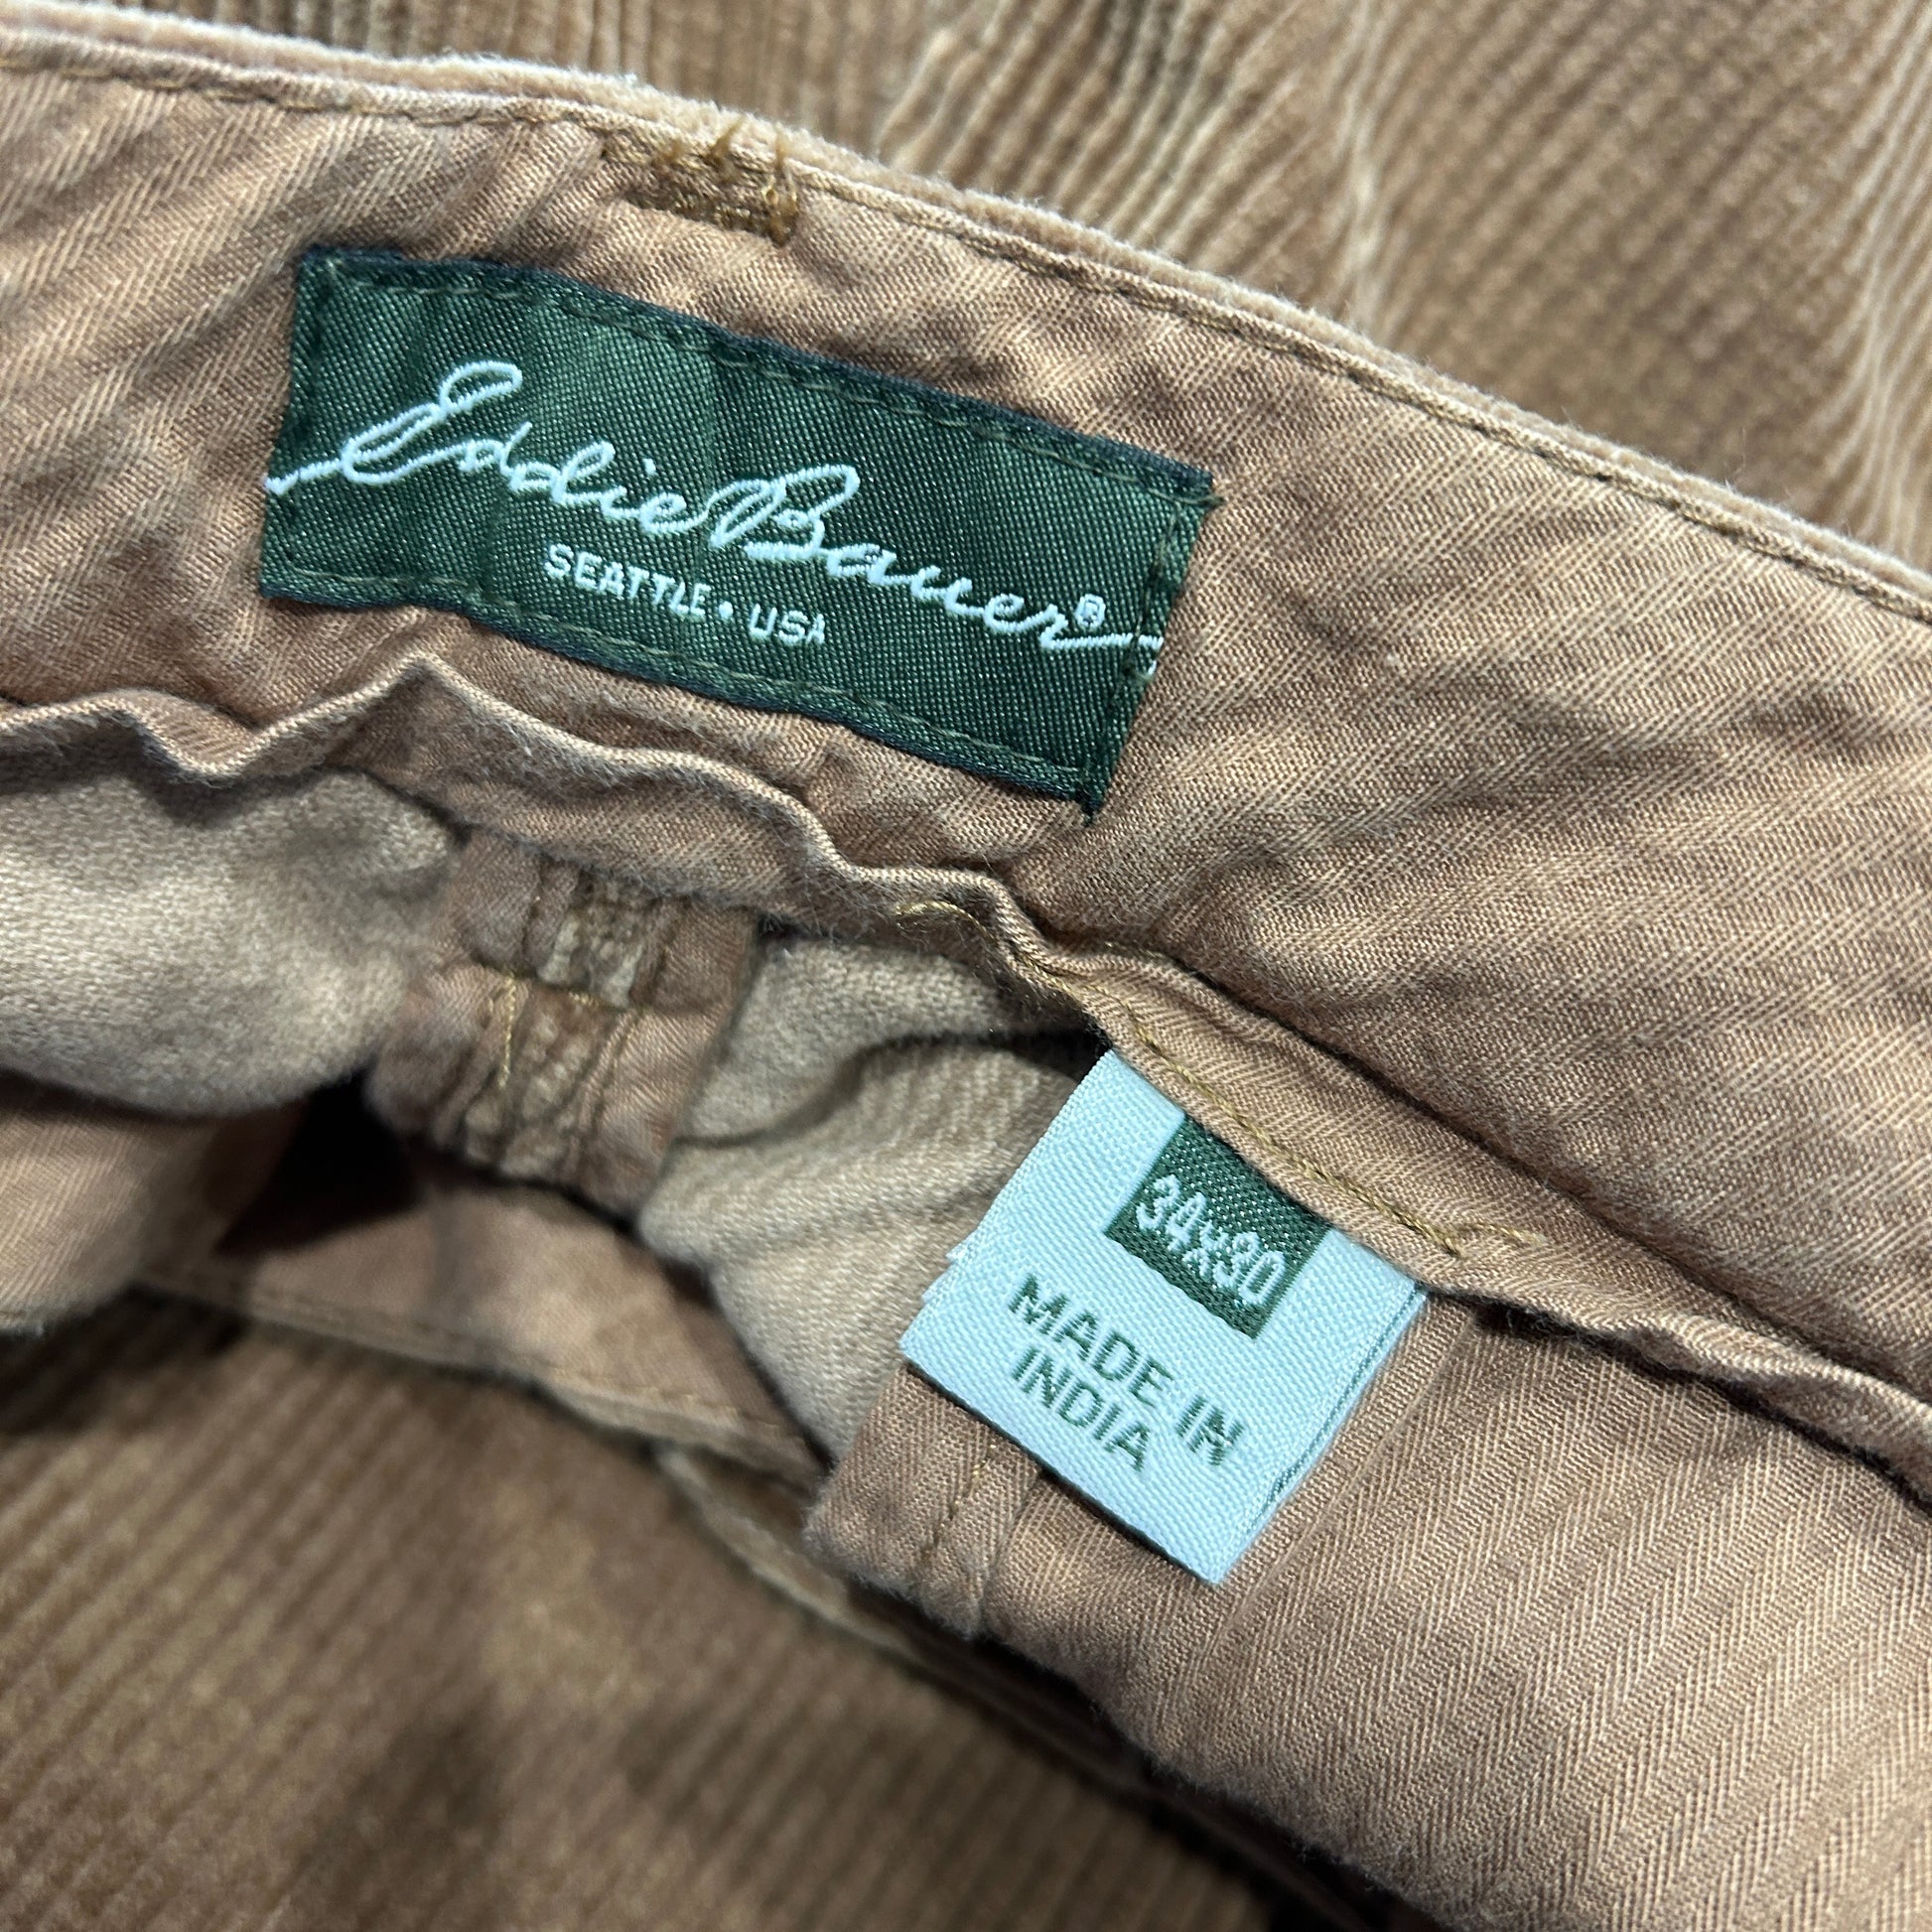 Eddie Bauer®
SEATTLE • USA
34x30
MADE IN
INDIA